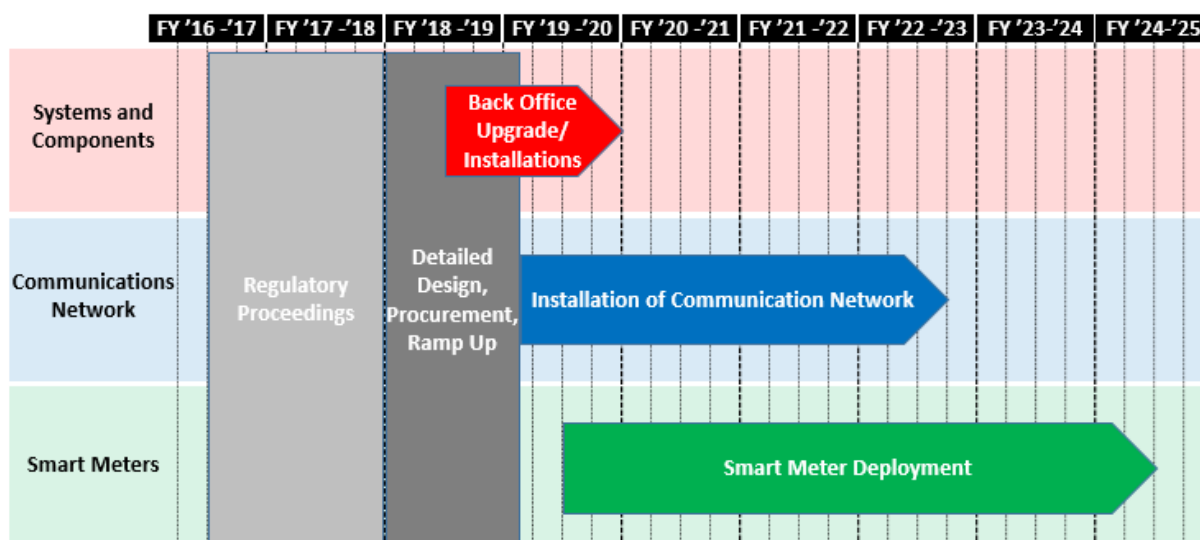 FY ’16 -’17 FY ’17 -’18 FY ’18 -’19 FY ’19 -’20 FY ’20 -’21 FY ’21 -’22 FY ’22 -’23 FY ’23-’24 FY ’24-’25
Systems and
Components
Back Office
Upgrade/
Installations
Communications
Network
Regulatory
Proceedings
Detailed
Design,
Procurement,
Ramp Up
Installation of Communication Network
Smart Meters
Smart Meter Deployment